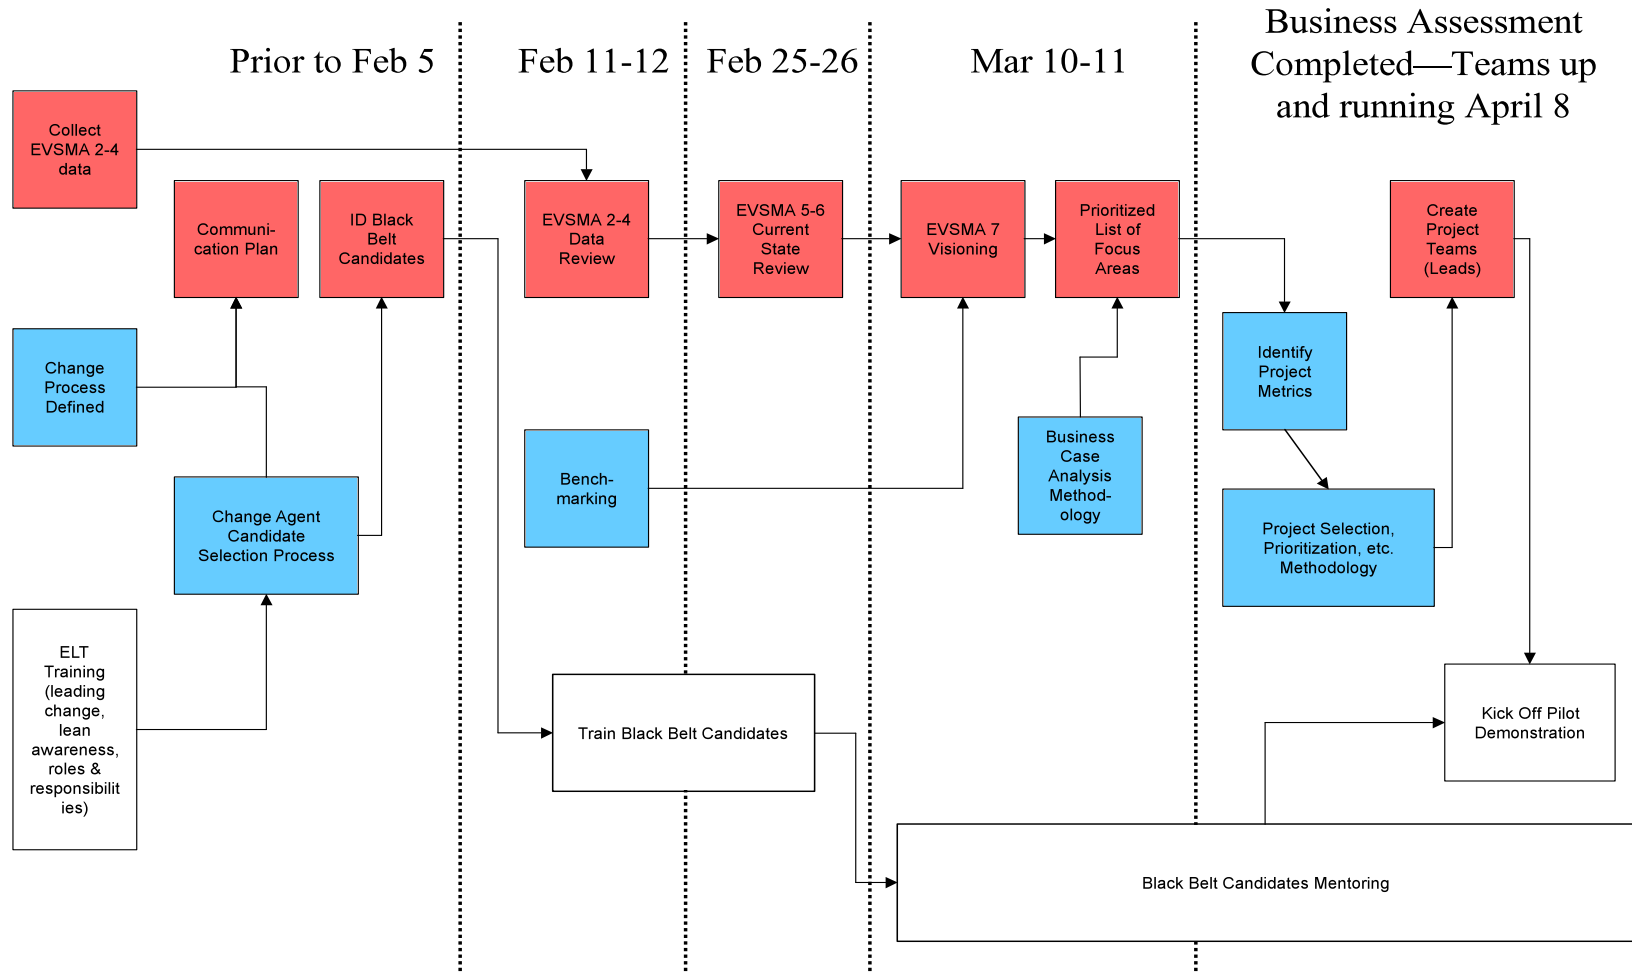 Prior to Feb 5
Feb 11-12
Feb 25-26
Mar 10-11
Business Assessment
Completed—Teams up
and running April 8
Collect
EVSMA 2-4
data
Communi-
cation Plan
ID Black
Belt
Candidates
EVSMA 2-4
Data
Review
EVSMA 5-6
Current
State
Review
EVSMA 7
Visioning
Prioritized
List of
Focus
Areas
Create
Project
Teams
(Leads)
Change
Process
Defined
Identify
Project
Metrics
Bench-
marking
Business
Case
Analysis
Method-
ology
Change Agent
Candidate
Selection Process
Project Selection,
Prioritization, etc.
Methodology
ELT
Training
(leading
change,
lean
awareness,
roles &
responsibilit
ies)
Train Black Belt Candidates
Kick Off Pilot
Demonstration
Black Belt Candidates Mentoring